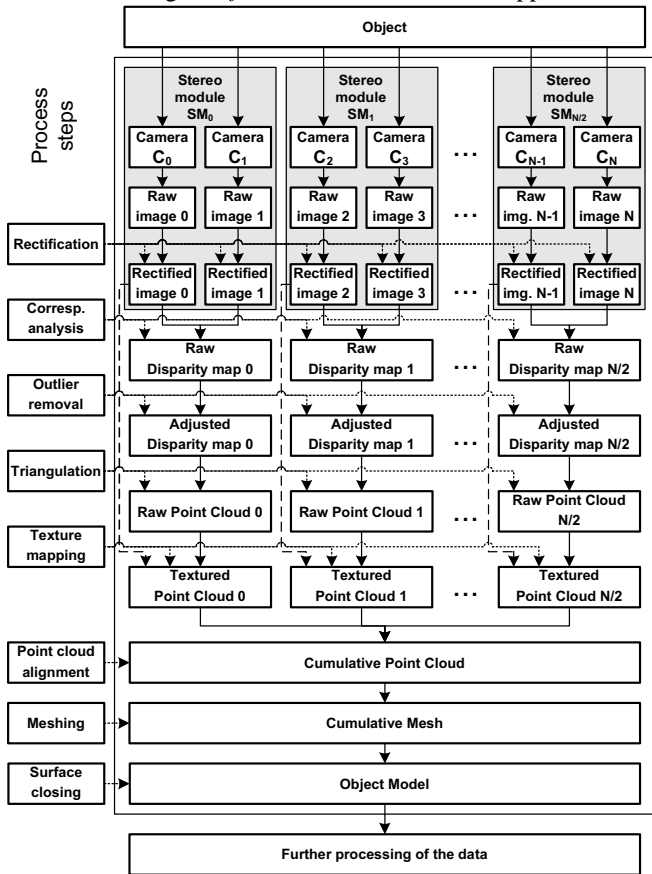 Object
Process
steps
Stereo
module
SM0
Stereo
module
SM1
Stereo
module
SMN/2
Camera
C0
Camera
C1
Camera
C2
Camera
C3
...
Camera
CN-1
Camera
CN
Raw
image 0
Raw
image 1
Raw
image 2
Raw
image 3
...
Raw
img. N-1
Raw
image N
Rectification
Rectified
image 0
Rectified
image 1
Rectified
image 2
Rectified
image 3
...
Rectified
img. N-1
Rectified
image N
Corresp.
analysis
Raw
Disparity map 0
Raw
Disparity map 1
...
Raw
Disparity map N/2
Outlier
removal
Adjusted
Disparity map 0
Adjusted
Disparity map 1
...
Adjusted
Disparity map N/2
Triangulation
Raw Point Cloud 0
Raw Point Cloud 1
...
Raw Point Cloud
N/2
Texture
mapping
Textured
Point Cloud 0
Textured
Point Cloud 1
...
Textured
Point Cloud N/2
Point cloud
alignment
Cumulative Point Cloud
Meshing
Cumulative Mesh
Surface
closing
Object Model
Further processing of the data